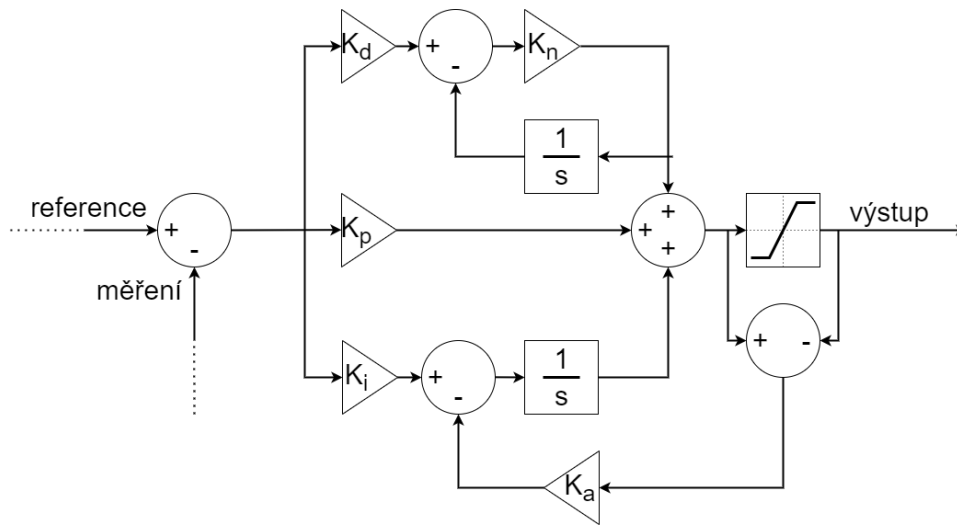 K_d
+
-
K_n
1
s
reference
+
-
měření
K_p
+
+
+
výstup
K_i
+
-
1
s
+
-
K_a